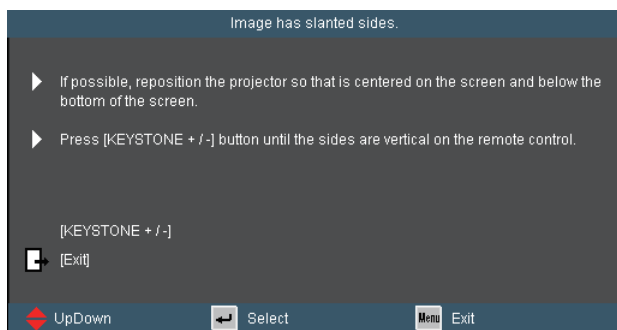 Image has slanted sides.
If possible, reposition the projector so that is centered on the screen and below the
bottom of the screen.
Press [KEYSTONE + / -] button until the sides are vertical on the remote control.
[KEYSTONE + / -]
[Exit]
UpDown Select Menu Exit